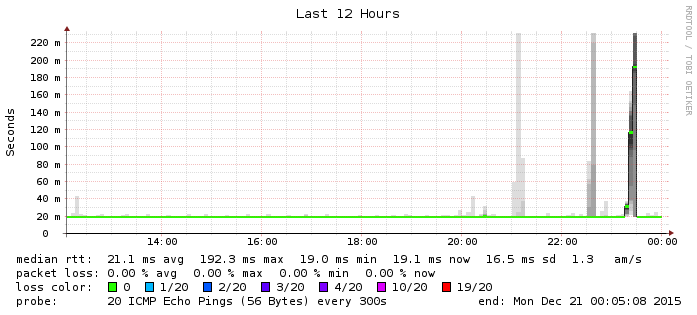 Last 12 Hours
RRDTOOL / TOBI OETIKER
Seconds
220 m
200 m
180 m
160 m
140 m
120 m
100 m
80 m
60 m
40 m
20 m
0
14:00 16:00 18:00 20:00 22:00 00:00
median rtt: 21.1 ms avg 192.3 ms max 19.0 ms min 19.1 ms now 16.5 ms sd 1.3 am/s
packet loss: 0.00 % avg 0.00 % max 0.00 % min 0.00 % now
loss color: 0 1/20 2/20 3/20 4/20 10/20 19/20
probe: 20 ICMP Echo Pings (56 Bytes) every 300s end: Mon Dec 21 00:05:08 2015